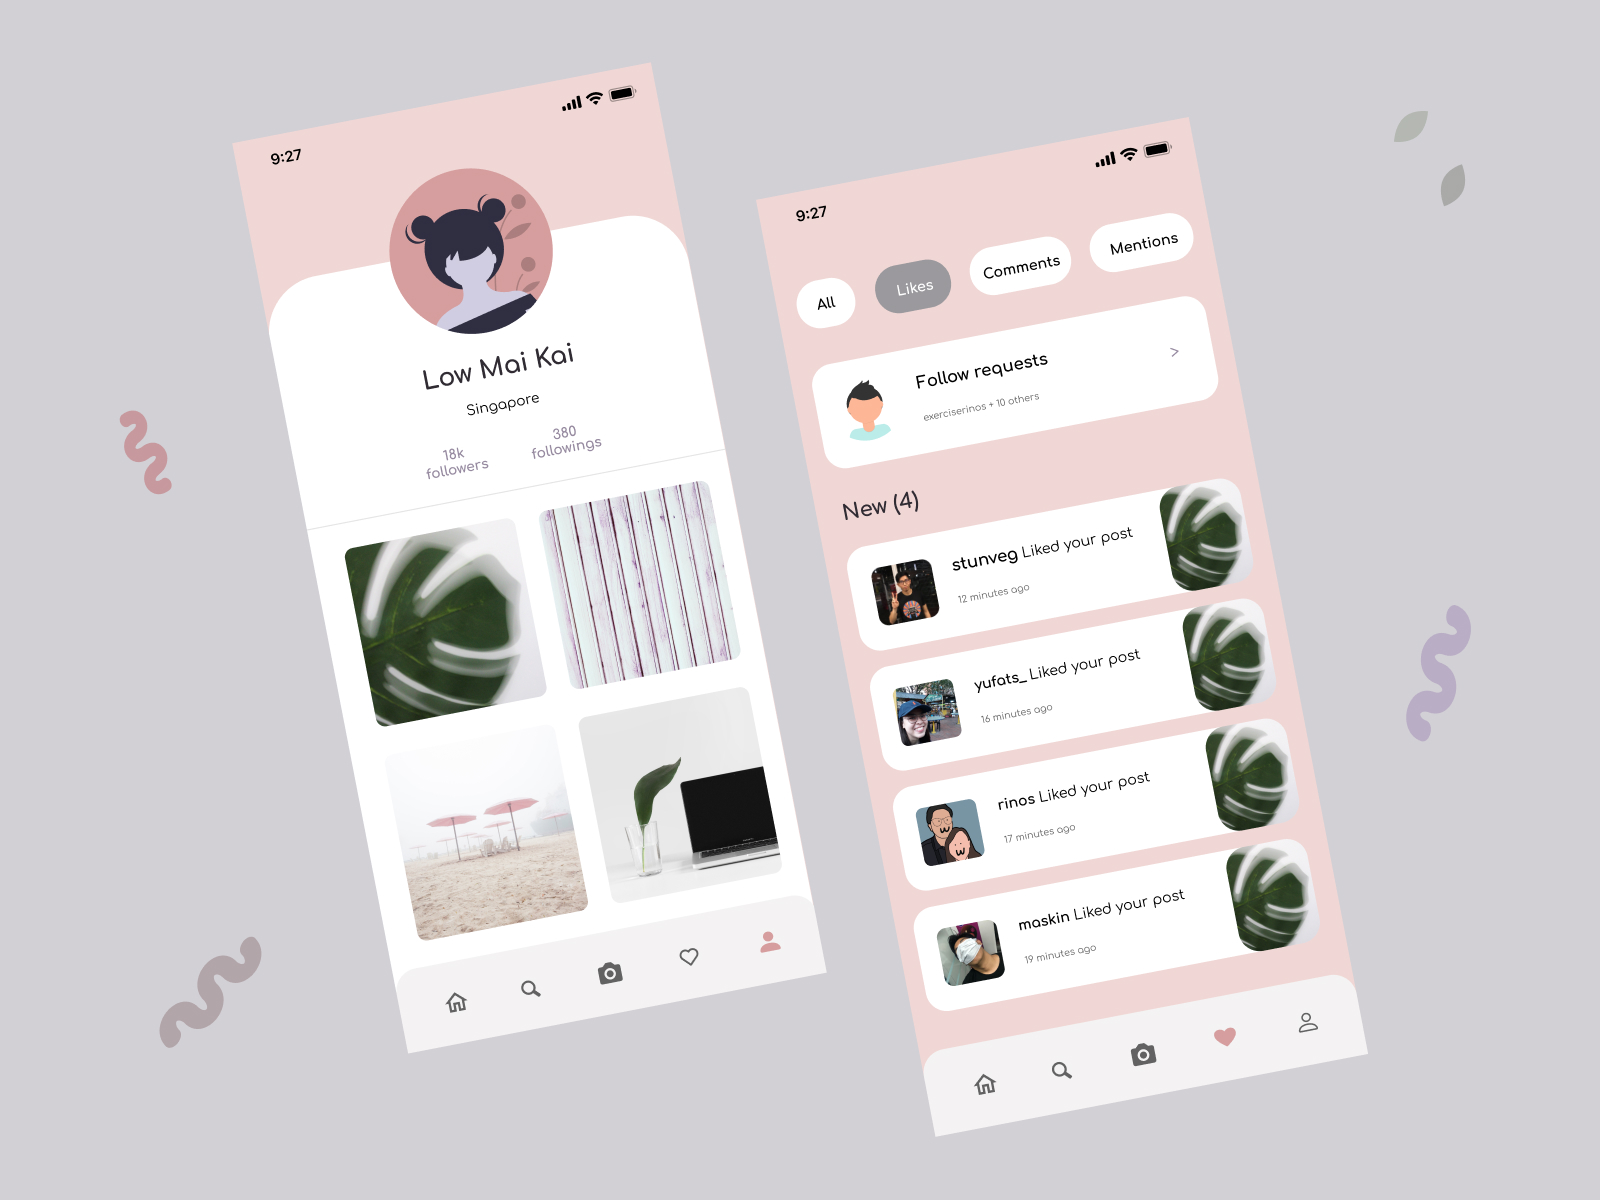 9:27
Low Mai Kai
Singapore
18k
followers
380
followings
9:27
All
Likes
Comments
Mentions
Follow requests
exerciserinos + 10 others
>
New (4)
stunveg Liked your post
12 minutes ago
yufats_ Liked your post
16 minutes ago
rinos Liked your post
17 minutes ago
maskin Liked your post
19 minutes ago